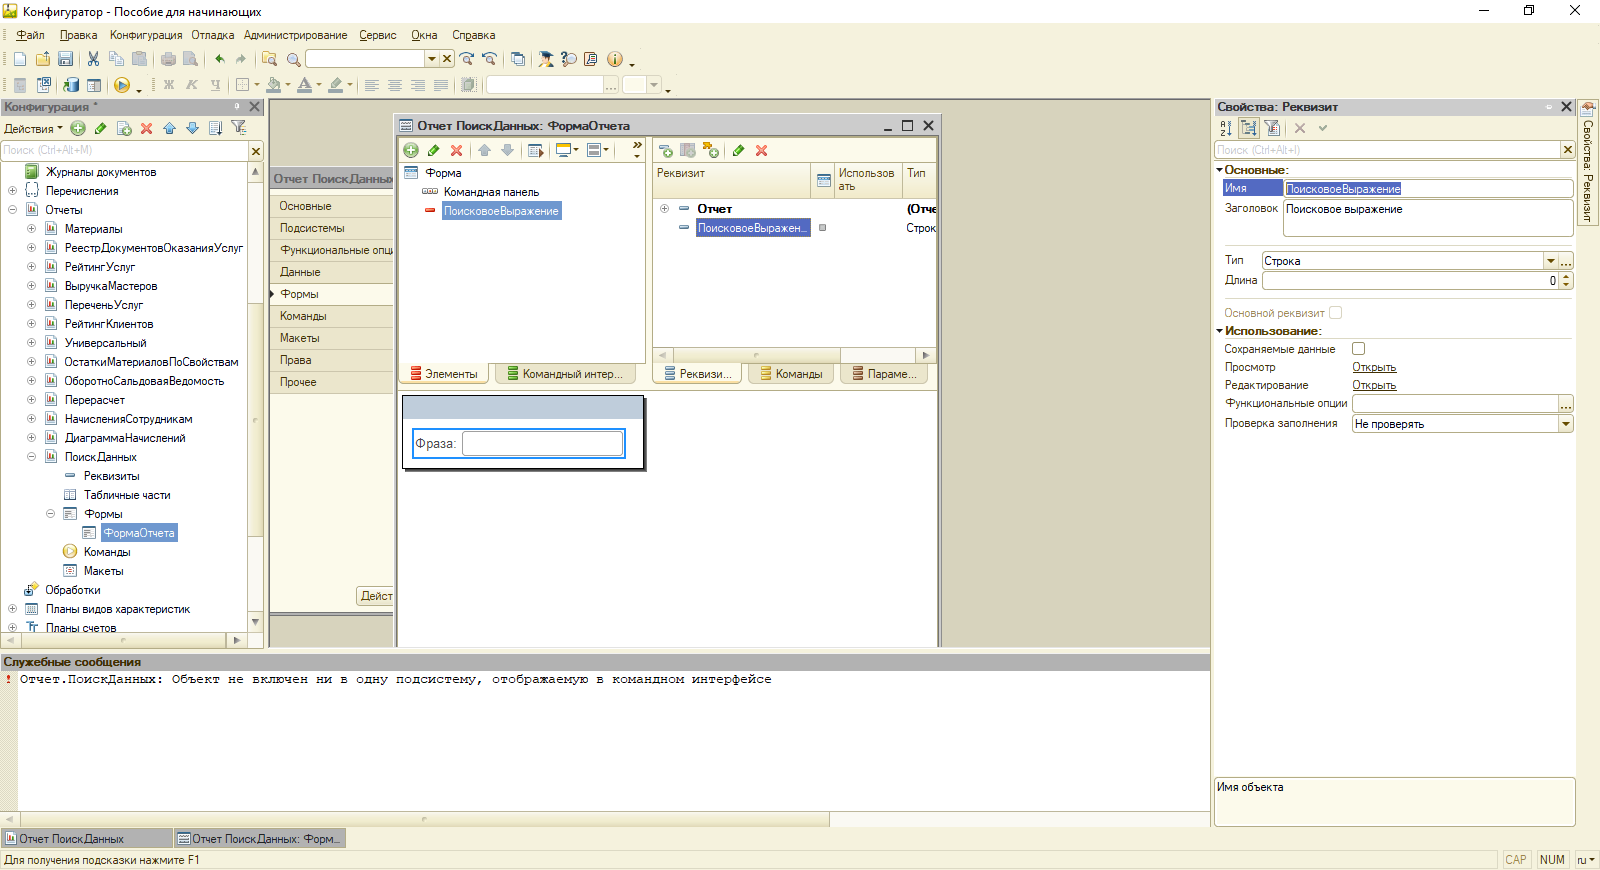 Конфигуратор - Пособие для начинающих
Файл Правка Конфигурация Отладка Администрирование Сервис Окна Справка
Ж К Ч
Конфигурация *
Действия
Поиск (Ctrl+Alt+M)
Журналы документов
Перечисления
Отчеты
Материалы
РеестрДокументовОказанияУслуг
РейтингУслуг
ВыручкаМастеров
ПереченьУслуг
РейтингКлиентов
Универсальный
ОстаткиМатериаловПоСвойствам
ОборотноСальдоваяВедомость
Перерасчет
НачисленияСотрудникам
ДиаграммаНачислений
ПоискДанных
Реквизиты
Табличные части
Формы
ФормаОтчета
Команды
Макеты
Обработки
Планы видов характеристик
Планы счетов
Отчет ПоискДанных
Основные
Подсистемы
Функциональные опци
Данные
Формы
Команды
Макеты
Права
Прочее
Дейст
Отчет ПоискДанных: ФормаОтчета
Форма
Командная панель
ПоисковоеВыражение
Элементы Командный интер...
Реквизит Использовать Тип
Отчет (Отче
ПоисковоеВыражен... Строк
Реквизи... Команды Параме...
Фраза:
Свойства: Реквизит
Поиск (Ctrl+Alt+I)
Основные:
Имя ПоисковоеВыражение
Заголовок Поисковое выражение
Тип Строка
Длина 0
Основной реквизит
Использование:
Сохраняемые данные
Просмотр Открыть
Редактирование Открыть
Функциональные опции
Проверка заполнения Не проверять
Имя объекта
Свойства: Реквизит
Служебные сообщения
! Отчет.ПоискДанных: Объект не включен ни в одну подсистему, отображаемую в командном интерфейсе
Отчет ПоискДанных Отчет ПоискДанных: Форм...
Для получения подсказки нажмите F1 CAP NUM ru